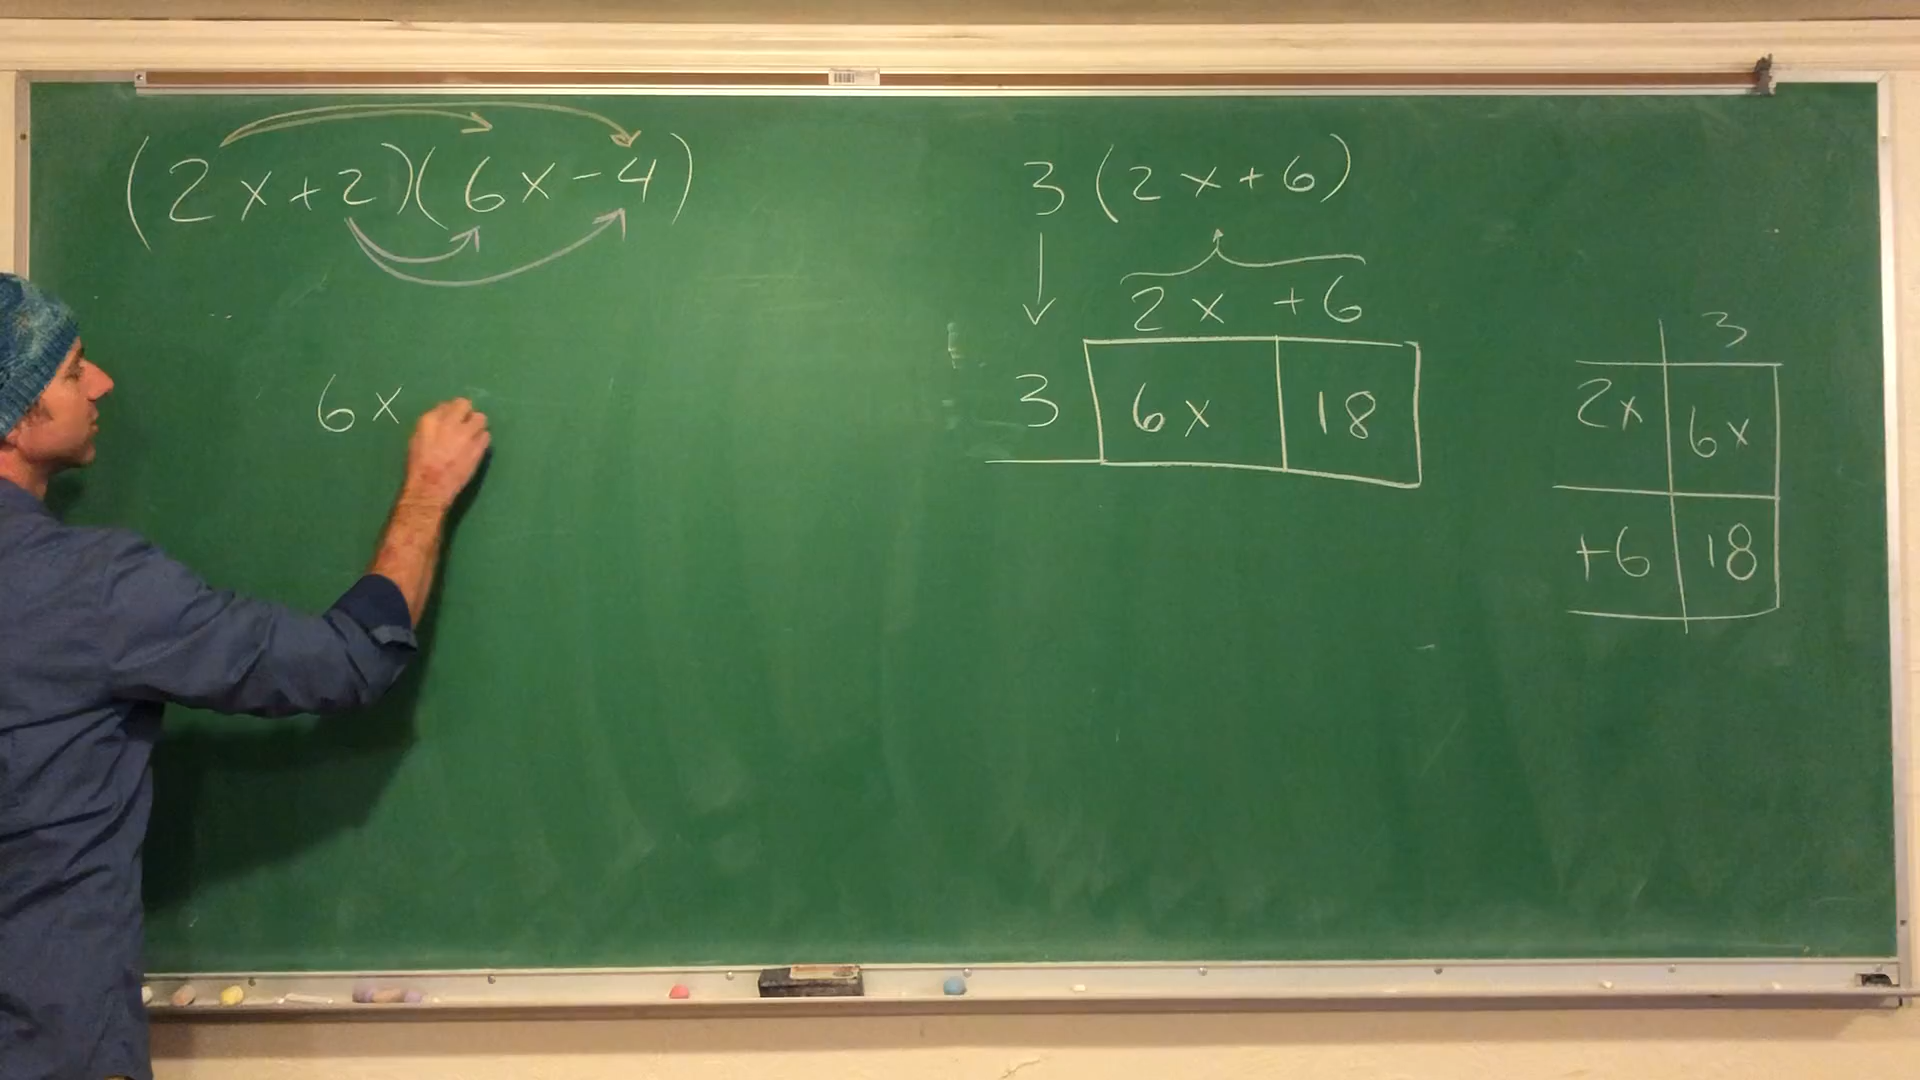 (2x+2)(6x-4)
6x
3(2x+6)
2x +6
3 6x 18
3
2x 6x
+6 18